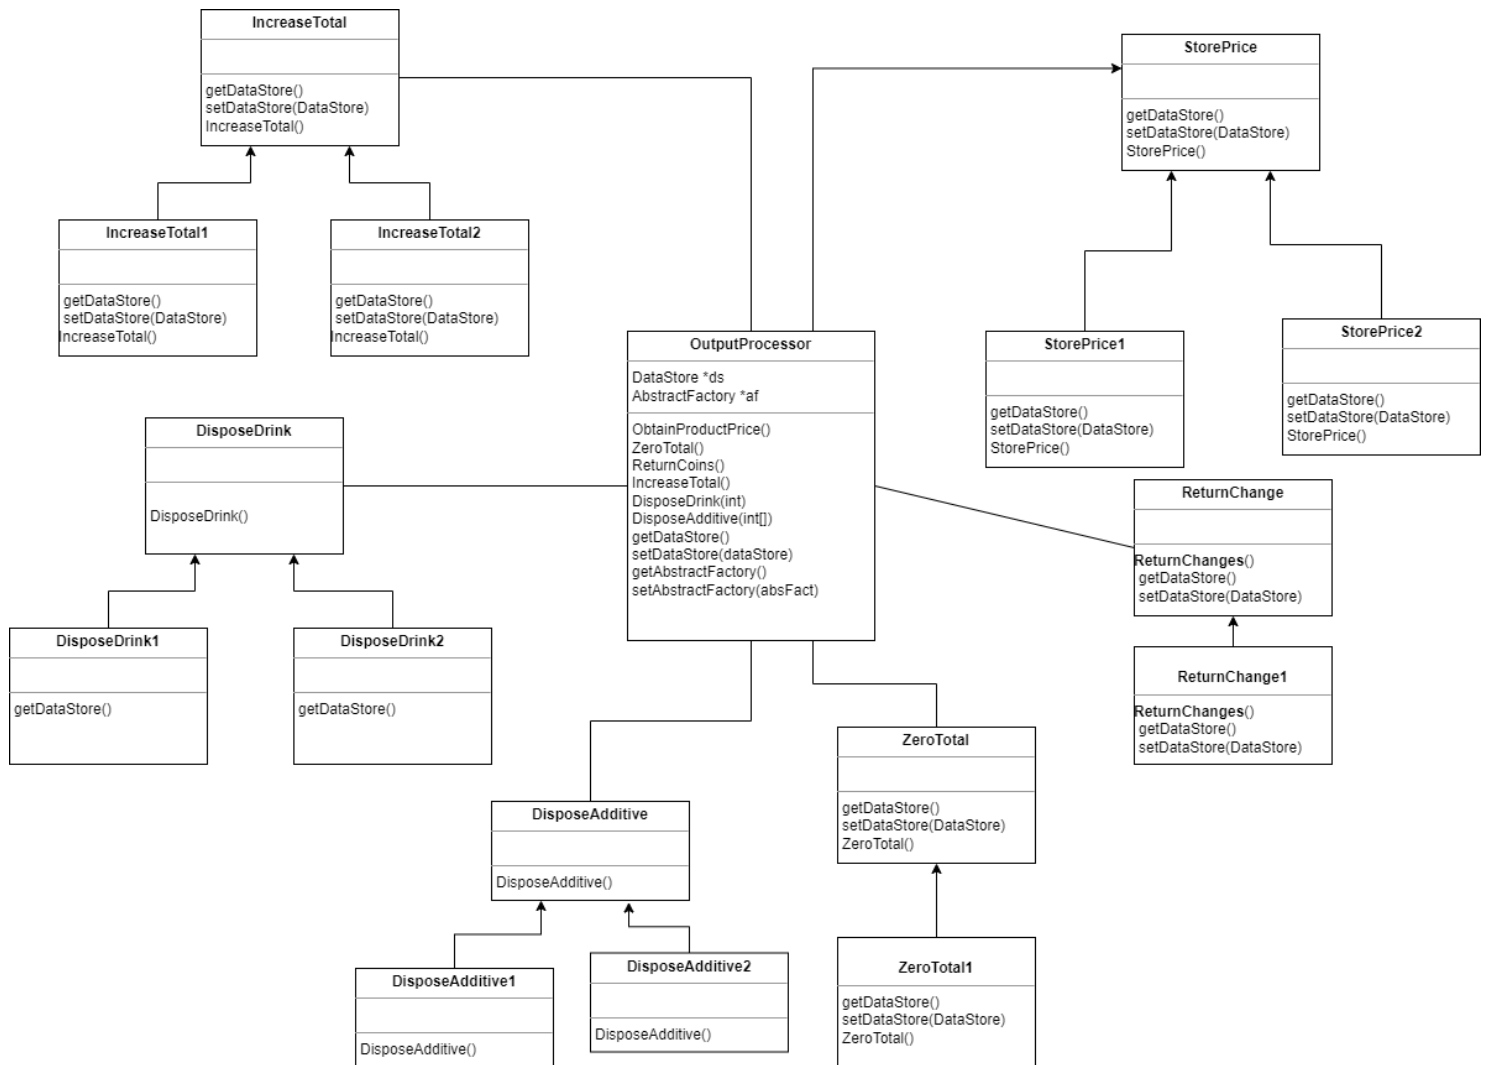 IncreaseTotal
getDataStore()
setDataStore(DataStore)
IncreaseTotal()
StorePrice
getDataStore()
setDataStore(DataStore)
StorePrice()
IncreaseTotal1
getDataStore()
setDataStore(DataStore)
IncreaseTotal()
IncreaseTotal2
getDataStore()
setDataStore(DataStore)
IncreaseTotal()
OutputProcessor
DataStore *ds
AbstractFactory *af
ObtainProductPrice()
ZeroTotal()
ReturnCoins()
IncreaseTotal()
DisposeDrink(int)
DisposeAdditive(int[])
getDataStore()
setDataStore(dataStore)
getAbstractFactory()
setAbstractFactory(absFact)
StorePrice1
getDataStore()
setDataStore(DataStore)
StorePrice()
StorePrice2
getDataStore()
setDataStore(DataStore)
StorePrice()
DisposeDrink
DisposeDrink()
ReturnChange
ReturnChanges()
getDataStore()
setDataStore(DataStore)
DisposeDrink1
getDataStore()
DisposeDrink2
getDataStore()
ReturnChange1
ReturnChanges()
getDataStore()
setDataStore(DataStore)
ZeroTotal
getDataStore()
setDataStore(DataStore)
ZeroTotal()
DisposeAdditive
DisposeAdditive()
DisposeAdditive1
DisposeAdditive()
DisposeAdditive2
DisposeAdditive()
ZeroTotal1
getDataStore()
setDataStore(DataStore)
ZeroTotal()